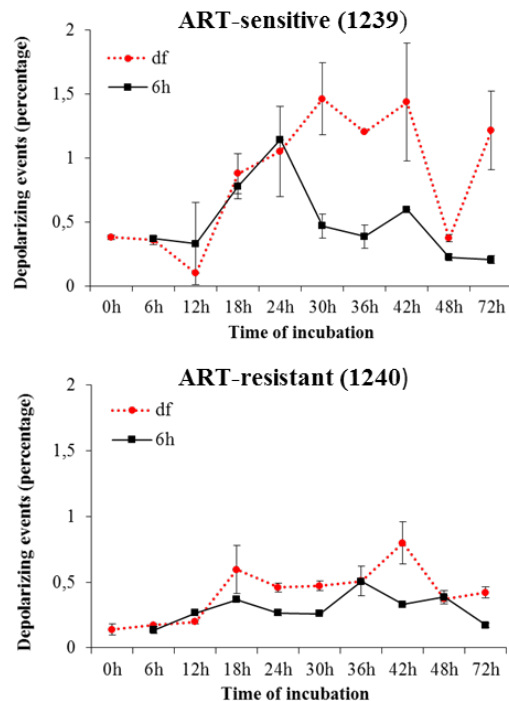 ART-sensitive (1239)
2
df
6h
1,5
1
0,5
0
Depolarizing events (percentage)
0h 6h 12h 18h 24h 30h 36h 42h 48h 72h
Time of incubation
ART-resistant (1240)
2
df
6h
1,5
1
0,5
0
Depolarizing events (percentage)
0h 6h 12h 18h 24h 30h 36h 42h 48h 72h
Time of incubation